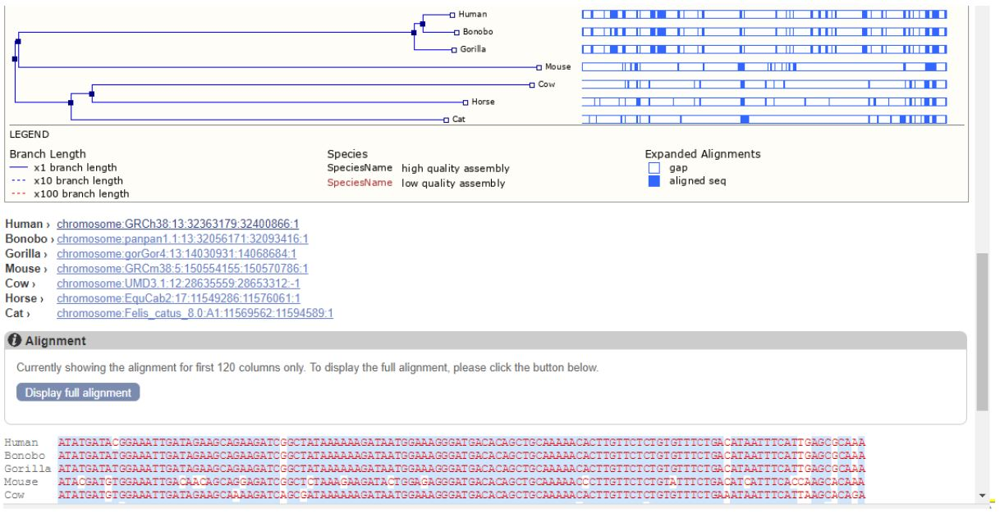 Human
Bonobo
Gorilla
Mouse
Cow
Horse
Cat
LEGEND
Branch Length
x1 branch length
x10 branch length
x100 branch length
Species
SpeciesName high quality assembly
SpeciesName low quality assembly
Expanded Alignments
gap
aligned seq
Human › chromosome:GRCh38:13:32363179:32400866:1
Bonobo › chromosome:panpan1.1:13:32056171:32093416:1
Gorilla › chromosome:gorGor4:13:14030931:14068684:1
Mouse › chromosome:GRCm38:5:150554155:150570786:1
Cow › chromosome:UMD3.1:12:28635559:28653312:-1
Horse › chromosome:EquCab2:17:11549286:11576061:1
Cat › chromosome:Felis_catus_8.0:A1:11569562:11594589:1
i Alignment
Currently showing the alignment for first 120 columns only. To display the full alignment, please click the button below.
Display full alignment
Human ATATGATACGGAAATTGATAGAAGCAGAAGATCGGCTATAAAAAAGATAATGGAAAGGGATGACACAGCTGCAAAAACACTTGTTCTCTGTGTTTCTGACATAATTTCATTGAGCGCAAA
Bonobo ATATGATATGGAAATTGATAGAAGCAGAAGATCGGCTATAAAAAAGATAATGGAAAGGGATGACACAGCTGCAAAAACACTTGTTCTCTGTGTTTCTGACATAATTTCATTGAGCGCAAA
Gorilla ATATGATATGGAAATTGATAGAAGCAGAAGATCGGCTATAAAAAAGATAATGGAAAGGGATGACACAGCTGCAAAAACACTTGTTCTCTGTGTTTCTGACATAATTTCATTGAGCGCAAA
Mouse ATACGATGTGGAAATTGACAACAGCAGGAGATCGGCTCTAAAGAAGATACTGGAGAGGGATGACACAGCTGCAAAAACGCTTGTTCTCTGTATTTCTGACATCATTTCACCAAGCACAAA
Cow ATATGATGTGGAAATTGATAGAAGCAAAAGATCAGCGATAAAAAAGATAATGGAAAGGGATGACACAGCTGCAAAAACACTTGTTCTCTGTGTTTCTGAAATAATTTCATTAAGCACAGA